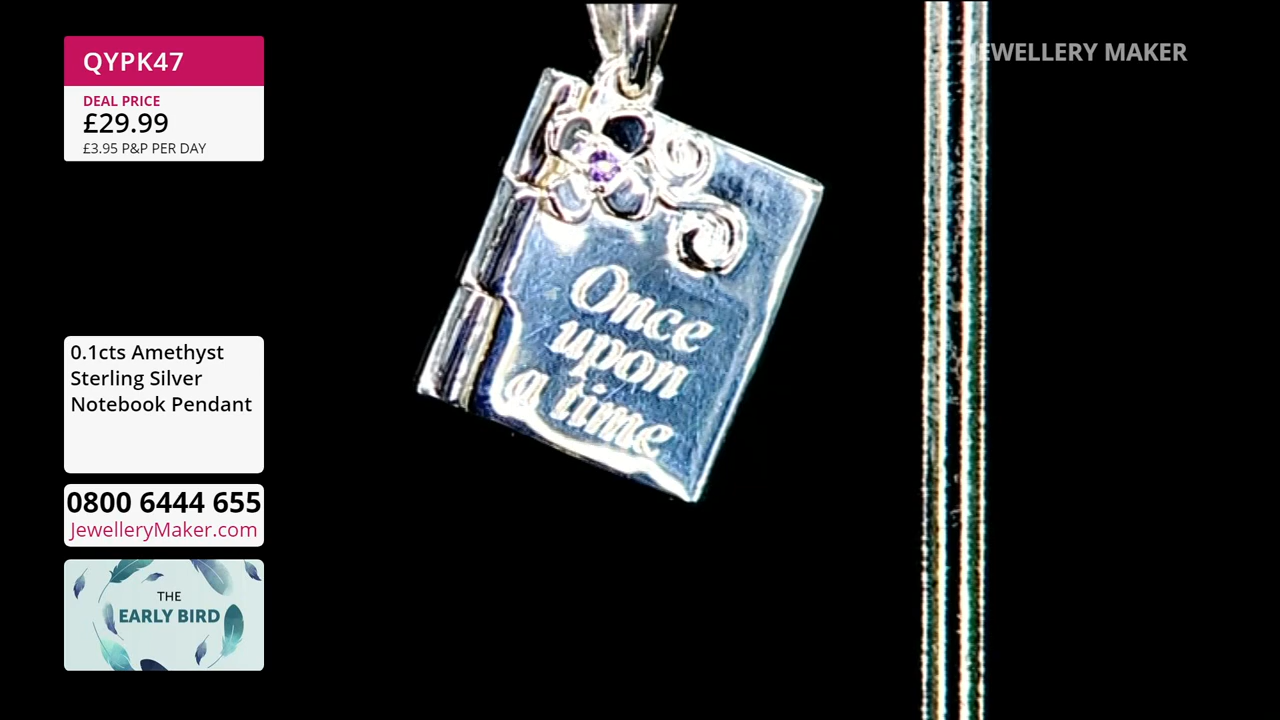 QYPK47
DEAL PRICE
£29.99
£3.95 P&P PER DAY
JEWELLERY MAKER
Once
upon
a time
0.1cts Amethyst
Sterling Silver
Notebook Pendant
0800 6444 655
JewelleryMaker.com
THE
EARLY BIRD